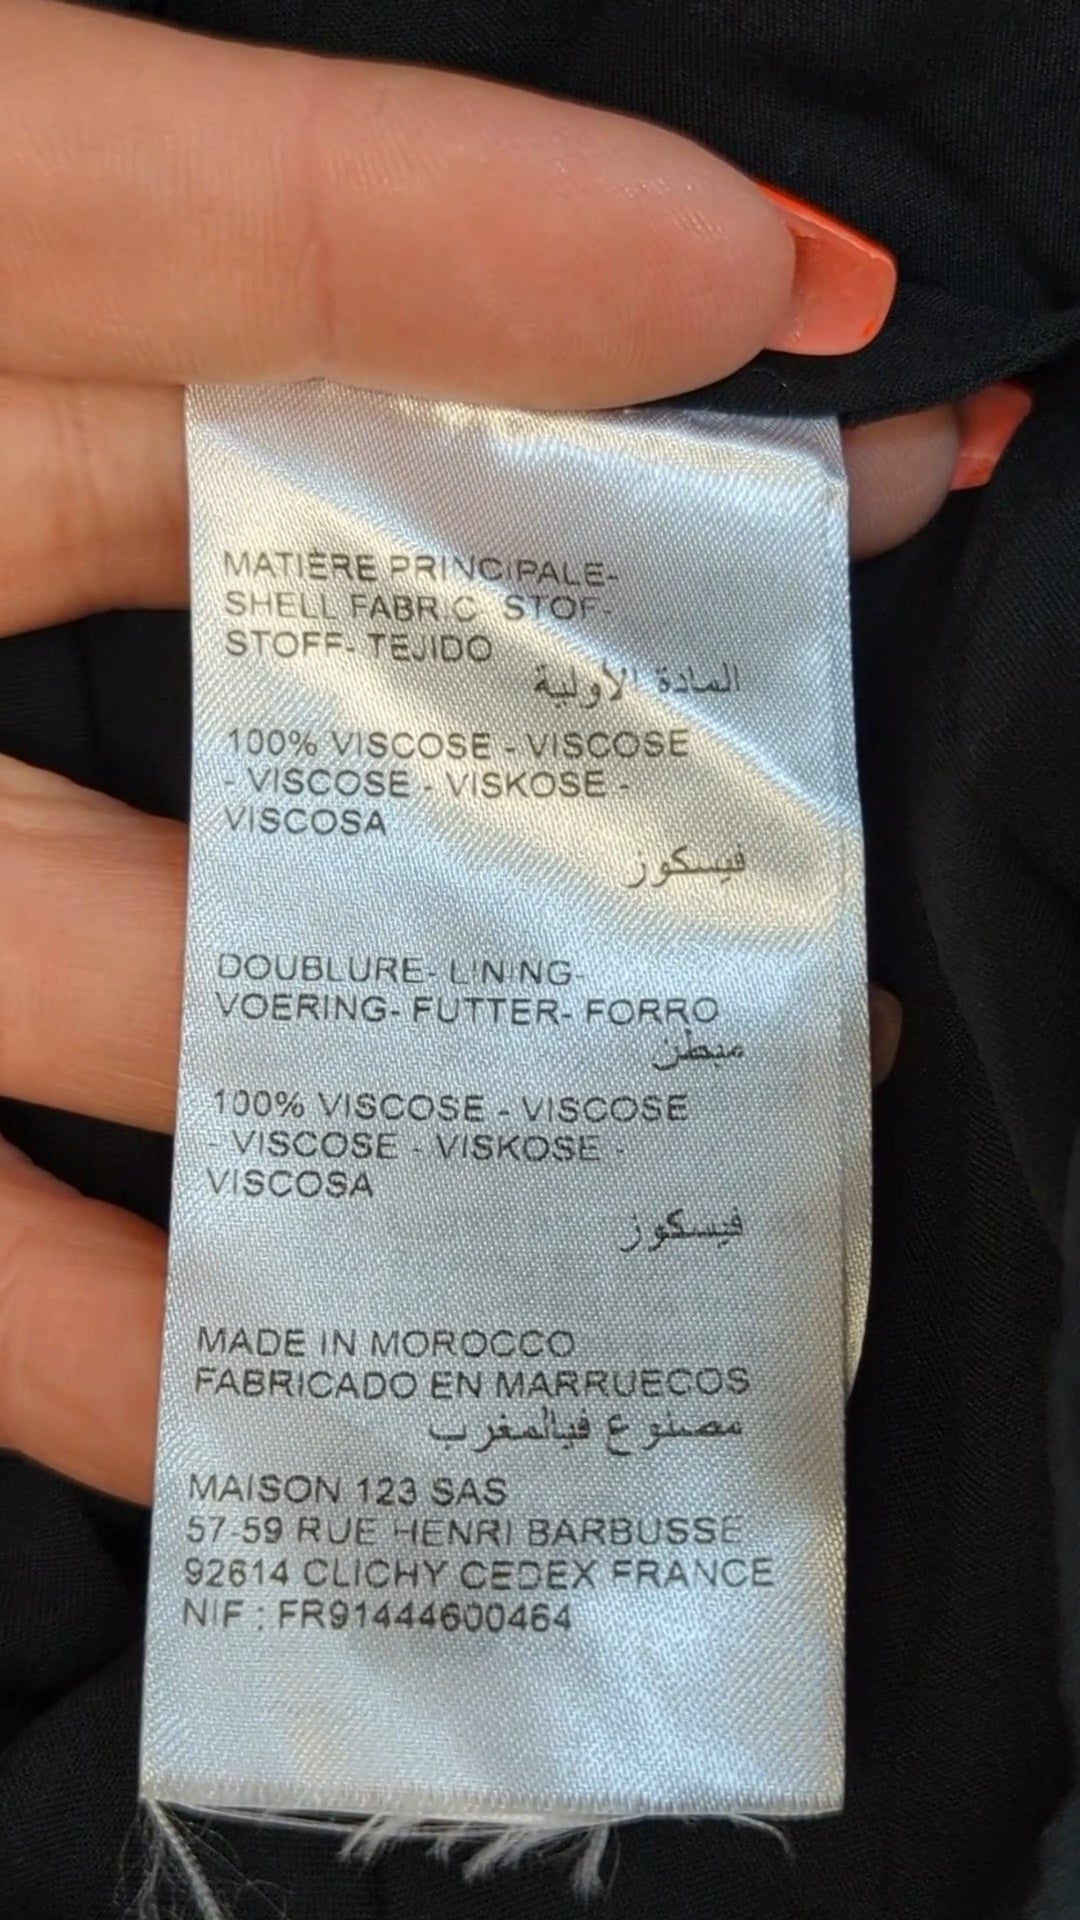 MATIÈRE PRINCIPALE-
SHELL FABRIC- STOF-
STOFF- TEJIDO
المادة الأولية
100% VISCOSE - VISCOSE
- VISCOSE - VISKOSE -
VISCOSA
فيسكوز
DOUBLURE- LINING-
VOERING- FUTTER- FORRO
مبطن
100% VISCOSE - VISCOSE
- VISCOSE - VISKOSE -
VISCOSA
فيسكوز
MADE IN MOROCCO
FABRICADO EN MARRUECOS
مصنوع فيالمغرب
MAISON 123 SAS
57-59 RUE HENRI BARBUSSE
92614 CLICHY CEDEX FRANCE
NIF : FR91444600464